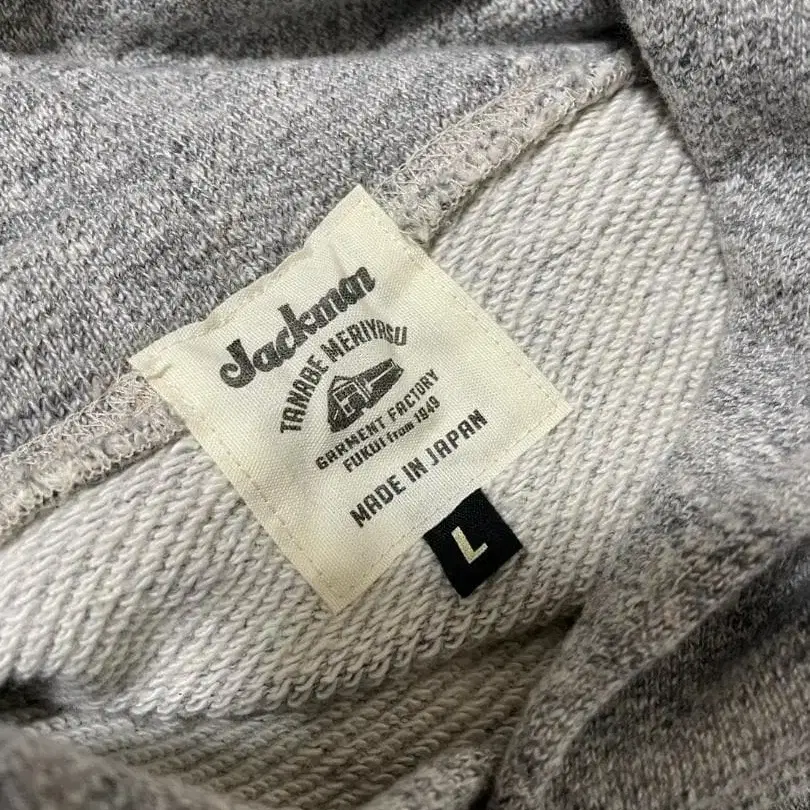 Jackman
TANABE MERIYASU
GARMENT FACTORY
FUKUI from 1949
MADE IN JAPAN
L